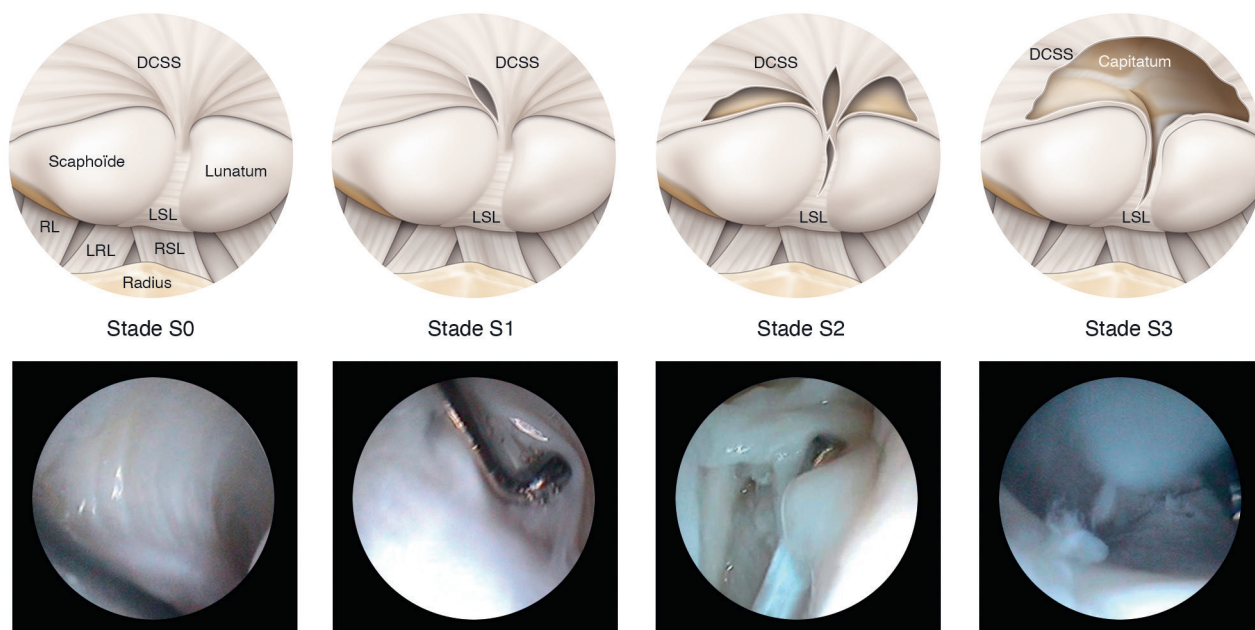 DCSS
Scaphoïde
Lunatum
LSL
RL
LRL
RSL
Radius
Stade S0
DCSS
LSL
Stade S1
DCSS
LSL
Stade S2
DCSS
Capitatum
LSL
Stade S3